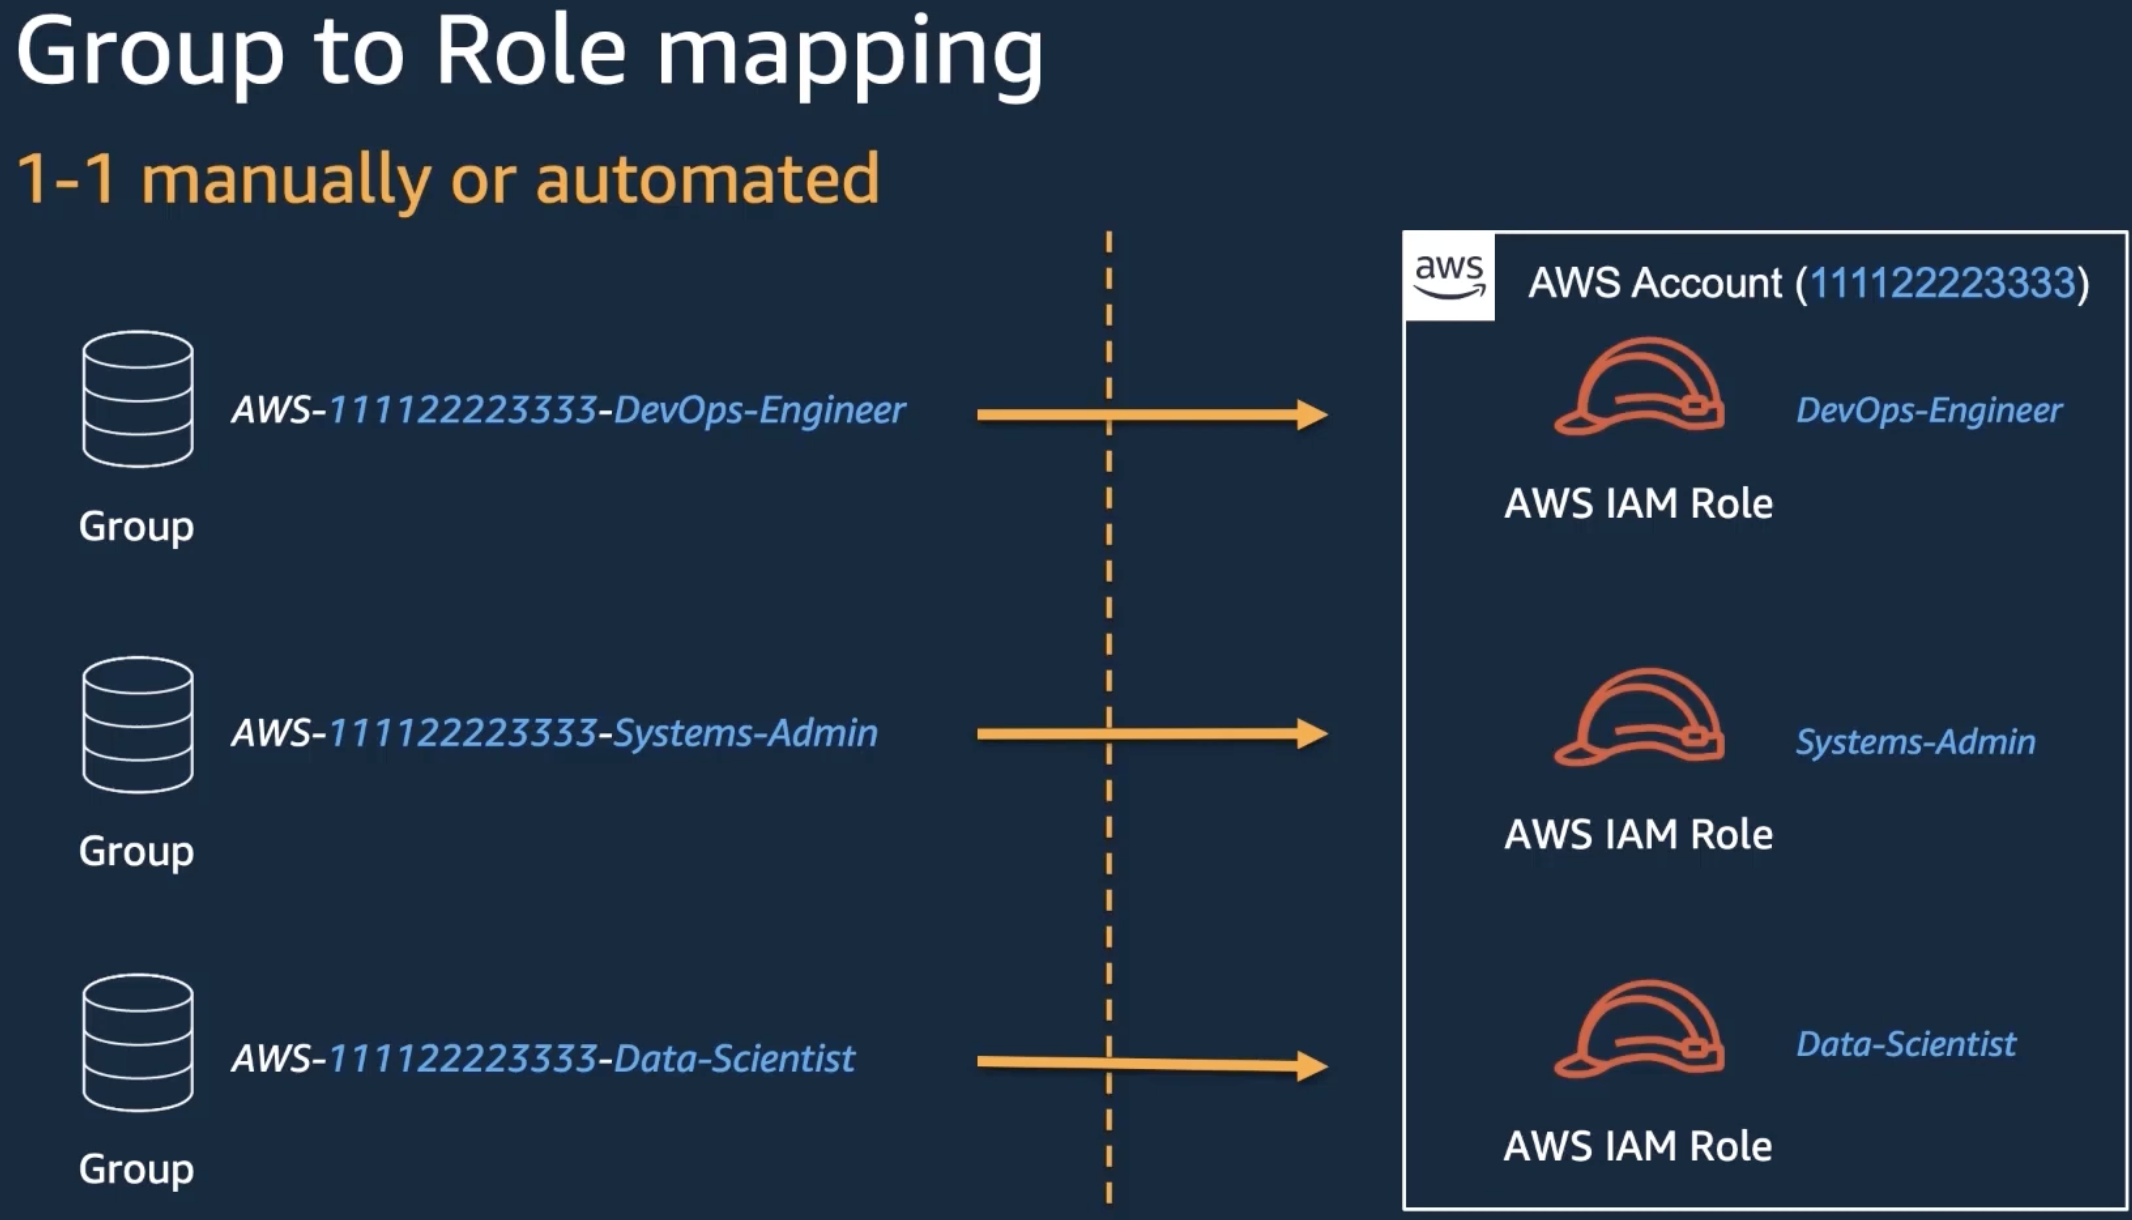 Group to Role mapping
1-1 manually or automated
aws
AWS Account (111122223333)
AWS-111122223333-DevOps-Engineer
Group
DevOps-Engineer
AWS IAM Role
AWS-111122223333-Systems-Admin
Group
Systems-Admin
AWS IAM Role
AWS-111122223333-Data-Scientist
Group
Data-Scientist
AWS IAM Role